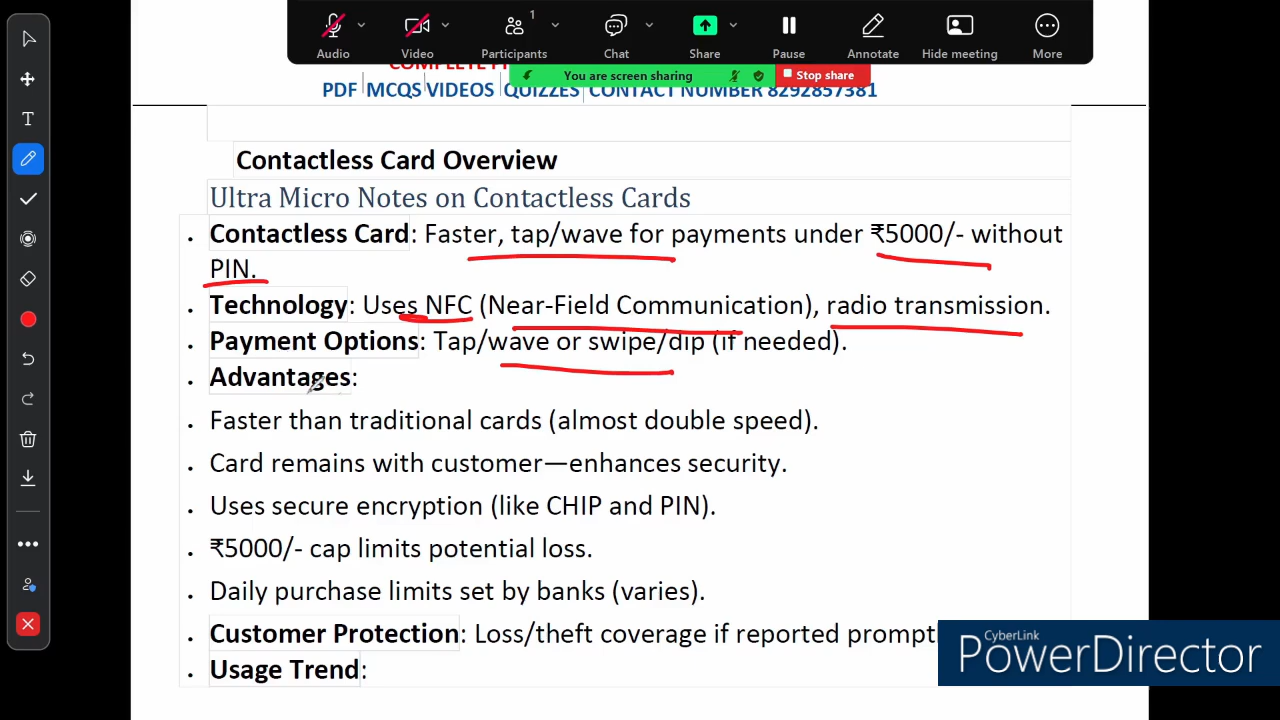 1
Audio
Video
Participants
Chat
Share
Pause
Annotate
Hide meeting
More
You are screen sharing
Stop share
PDF MCQS VIDEOS QUIZZES CONTACT NUMBER 8292857381
Contactless Card Overview
Ultra Micro Notes on Contactless Cards
• Contactless Card: Faster, tap/wave for payments under ₹5000/- without
PIN.
• Technology: Uses NFC (Near-Field Communication), radio transmission.
• Payment Options: Tap/wave or swipe/dip (if needed).
• Advantages:
• Faster than traditional cards (almost double speed).
• Card remains with customer—enhances security.
• Uses secure encryption (like CHIP and PIN).
• ₹5000/- cap limits potential loss.
• Daily purchase limits set by banks (varies).
• Customer Protection: Loss/theft coverage if reported
• Usage Trend:
CyberLink
PowerDirector